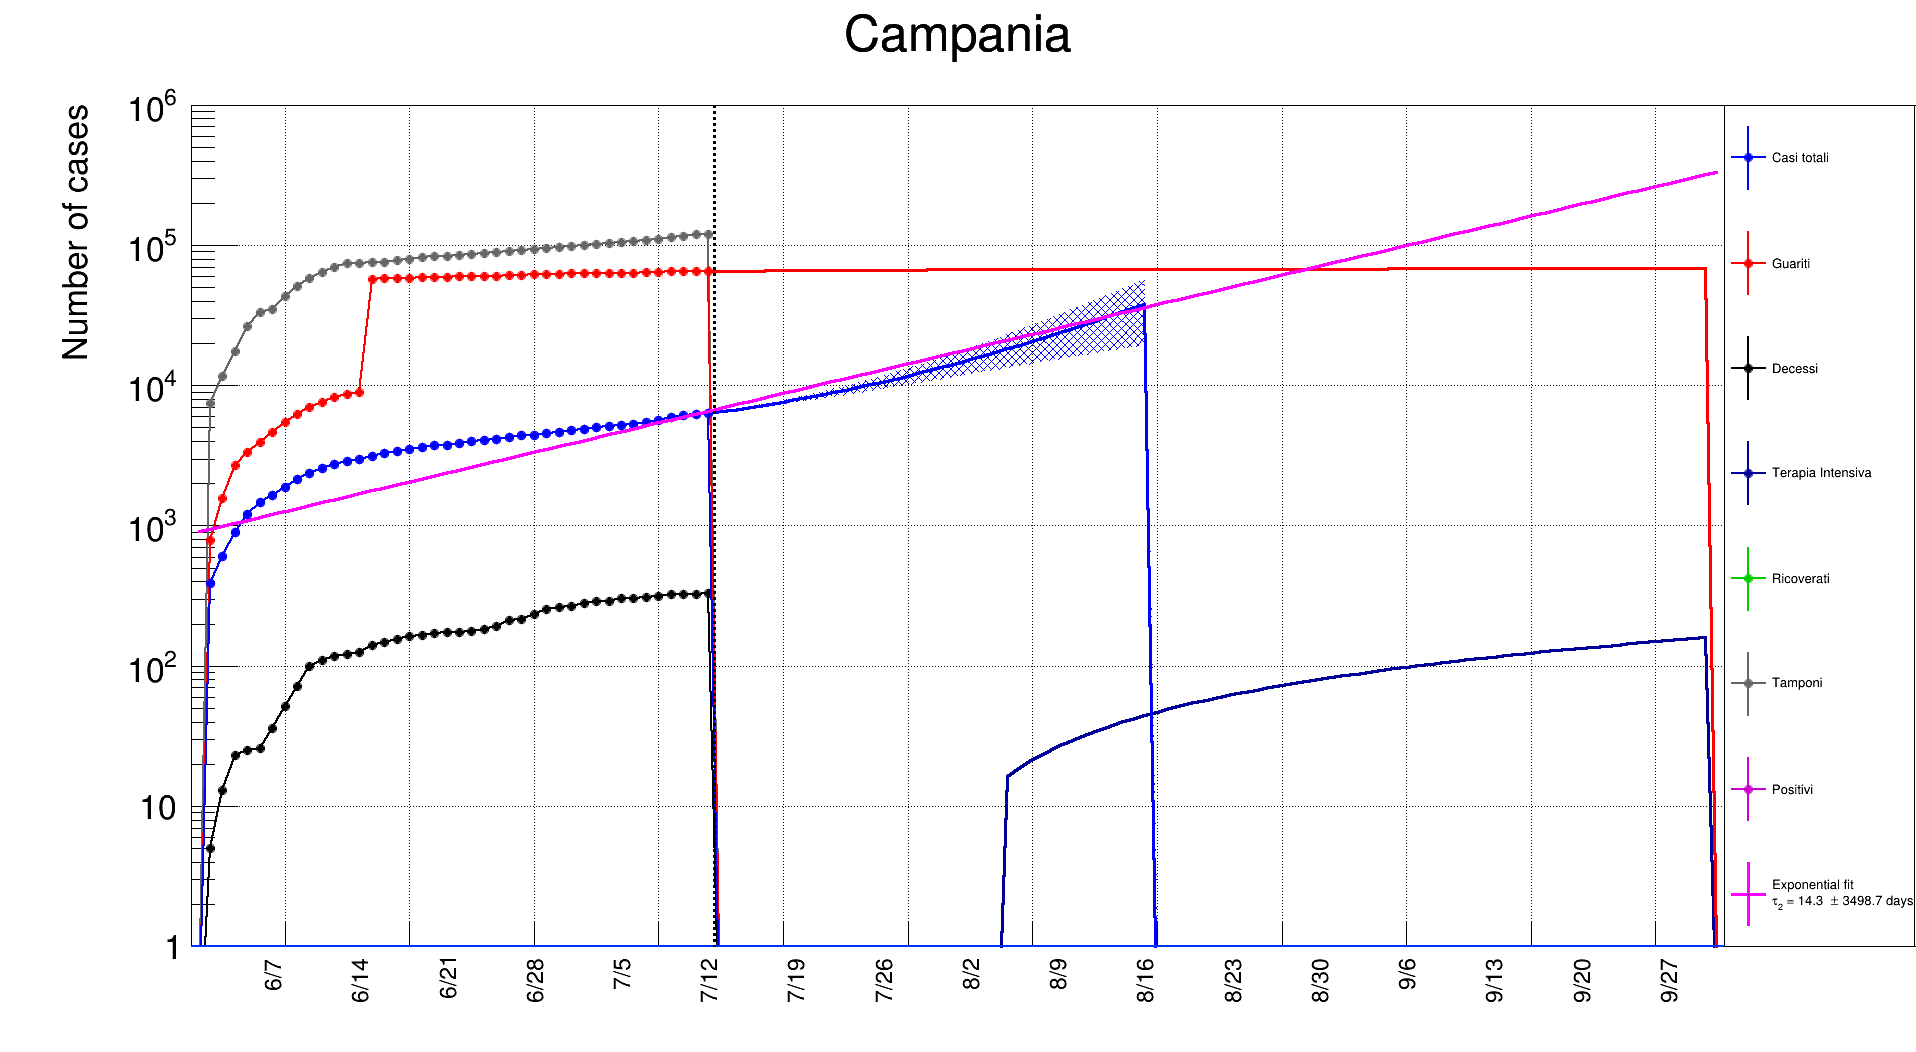 Campania
Number of cases
10^6
10^5
10^4
10^3
10^2
10
1
6/7
6/14
6/21
6/28
7/5
7/12
7/19
7/26
8/2
8/9
8/16
8/23
8/30
9/6
9/13
9/20
9/27
Casi totali
Guariti
Decessi
Terapia Intensiva
Ricoverati
Tamponi
Positivi
Exponential fit
τ₂ = 14.3 ± 3498.7 days